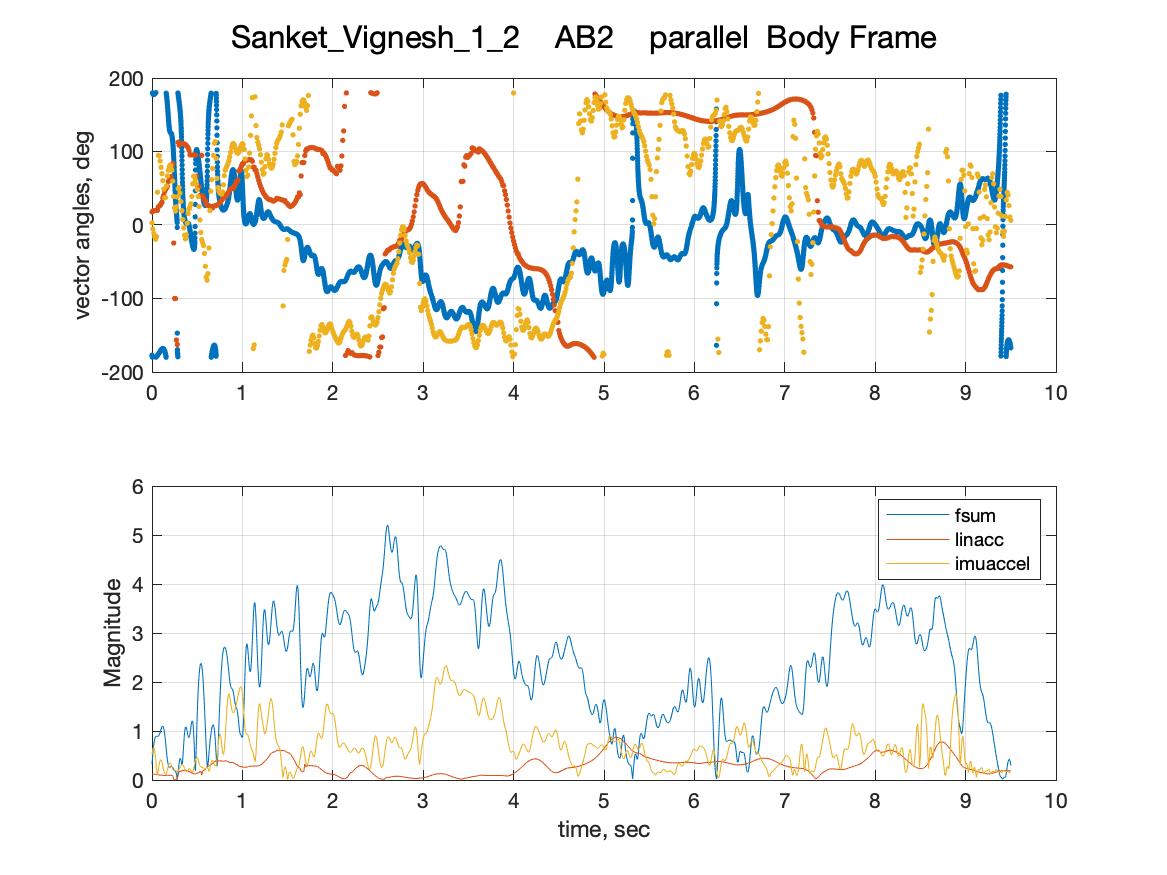 Sanket_Vignesh_1_2 AB2 parallel Body Frame
200
100
0
-100
-200
vector angles, deg
0 1 2 3 4 5 6 7 8 9 10
6
5
4
3
2
1
0
Magnitude
fsum
linacc
imuaccel
0 1 2 3 4 5 6 7 8 9 10
time, sec